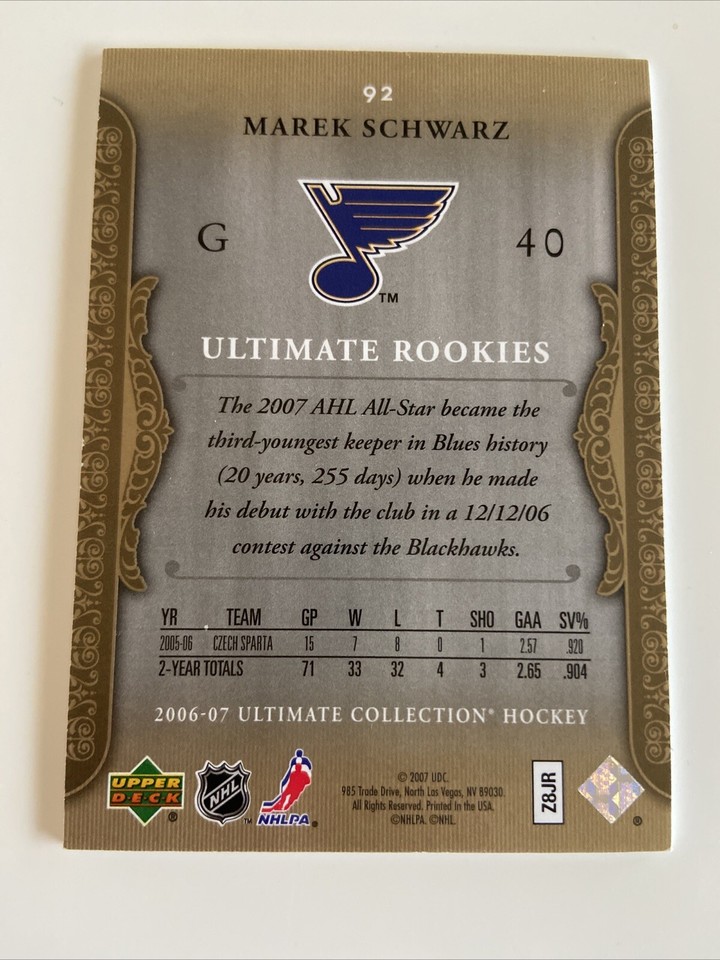 92
MAREK SCHWARZ
G 40
TM
ULTIMATE ROOKIES
The 2007 AHL All-Star became the
third-youngest keeper in Blues history
(20 years, 255 days) when he made
his debut with the club in a 12/12/06
contest against the Blackhawks.
YR TEAM GP W L T SHO GAA SV%
2005-06 CZECH SPARTA 15 7 8 0 1 2.57 .920
2-YEAR TOTALS 71 33 32 4 3 2.65 .904
2006-07 ULTIMATE COLLECTION® HOCKEY
UPPER
DECK
®
NHL
TM
NHLPA®
© 2007 UDC.
985 Trade Drive, North Las Vegas, NV 89030.
All Rights Reserved. Printed in the USA.
©NHLPA. ©NHL.
Z8JR
®